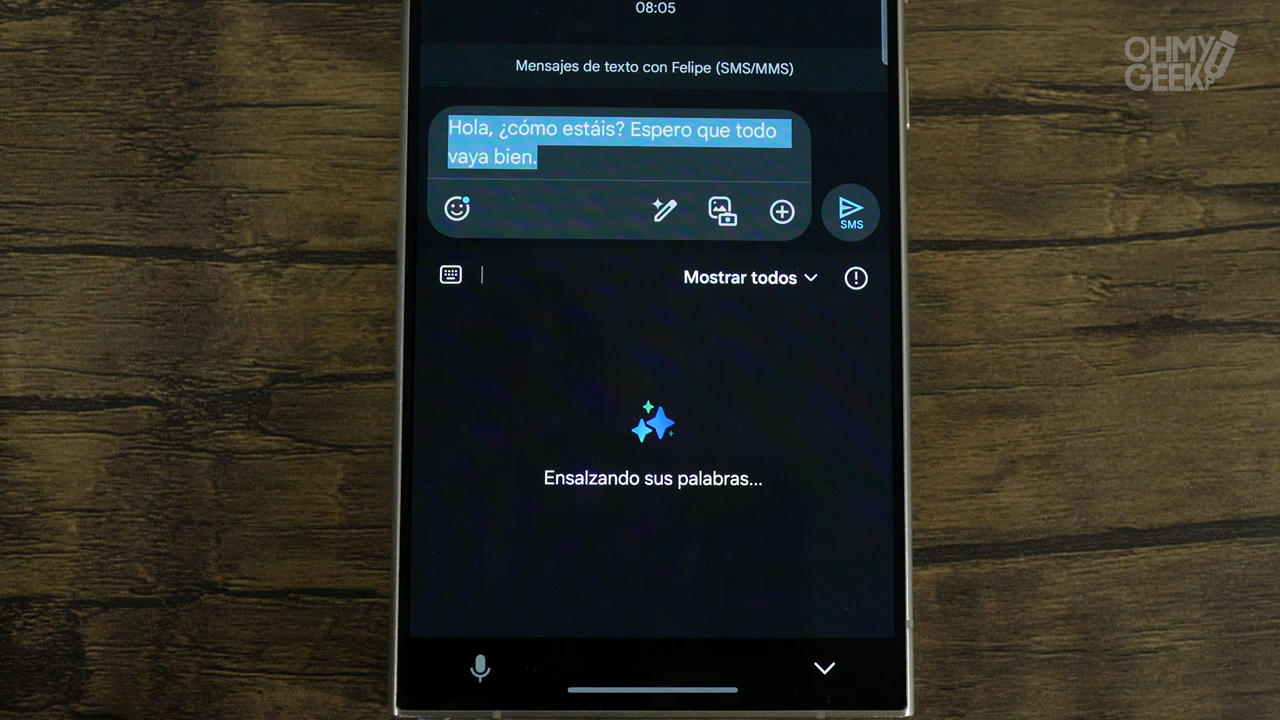 08:05
OHMY
GEEK
Mensajes de texto con Felipe (SMS/MMS)
Hola, ¿cómo estáis? Espero que todo
vaya bien.
SMS
Mostrar todos
Ensalzando sus palabras...